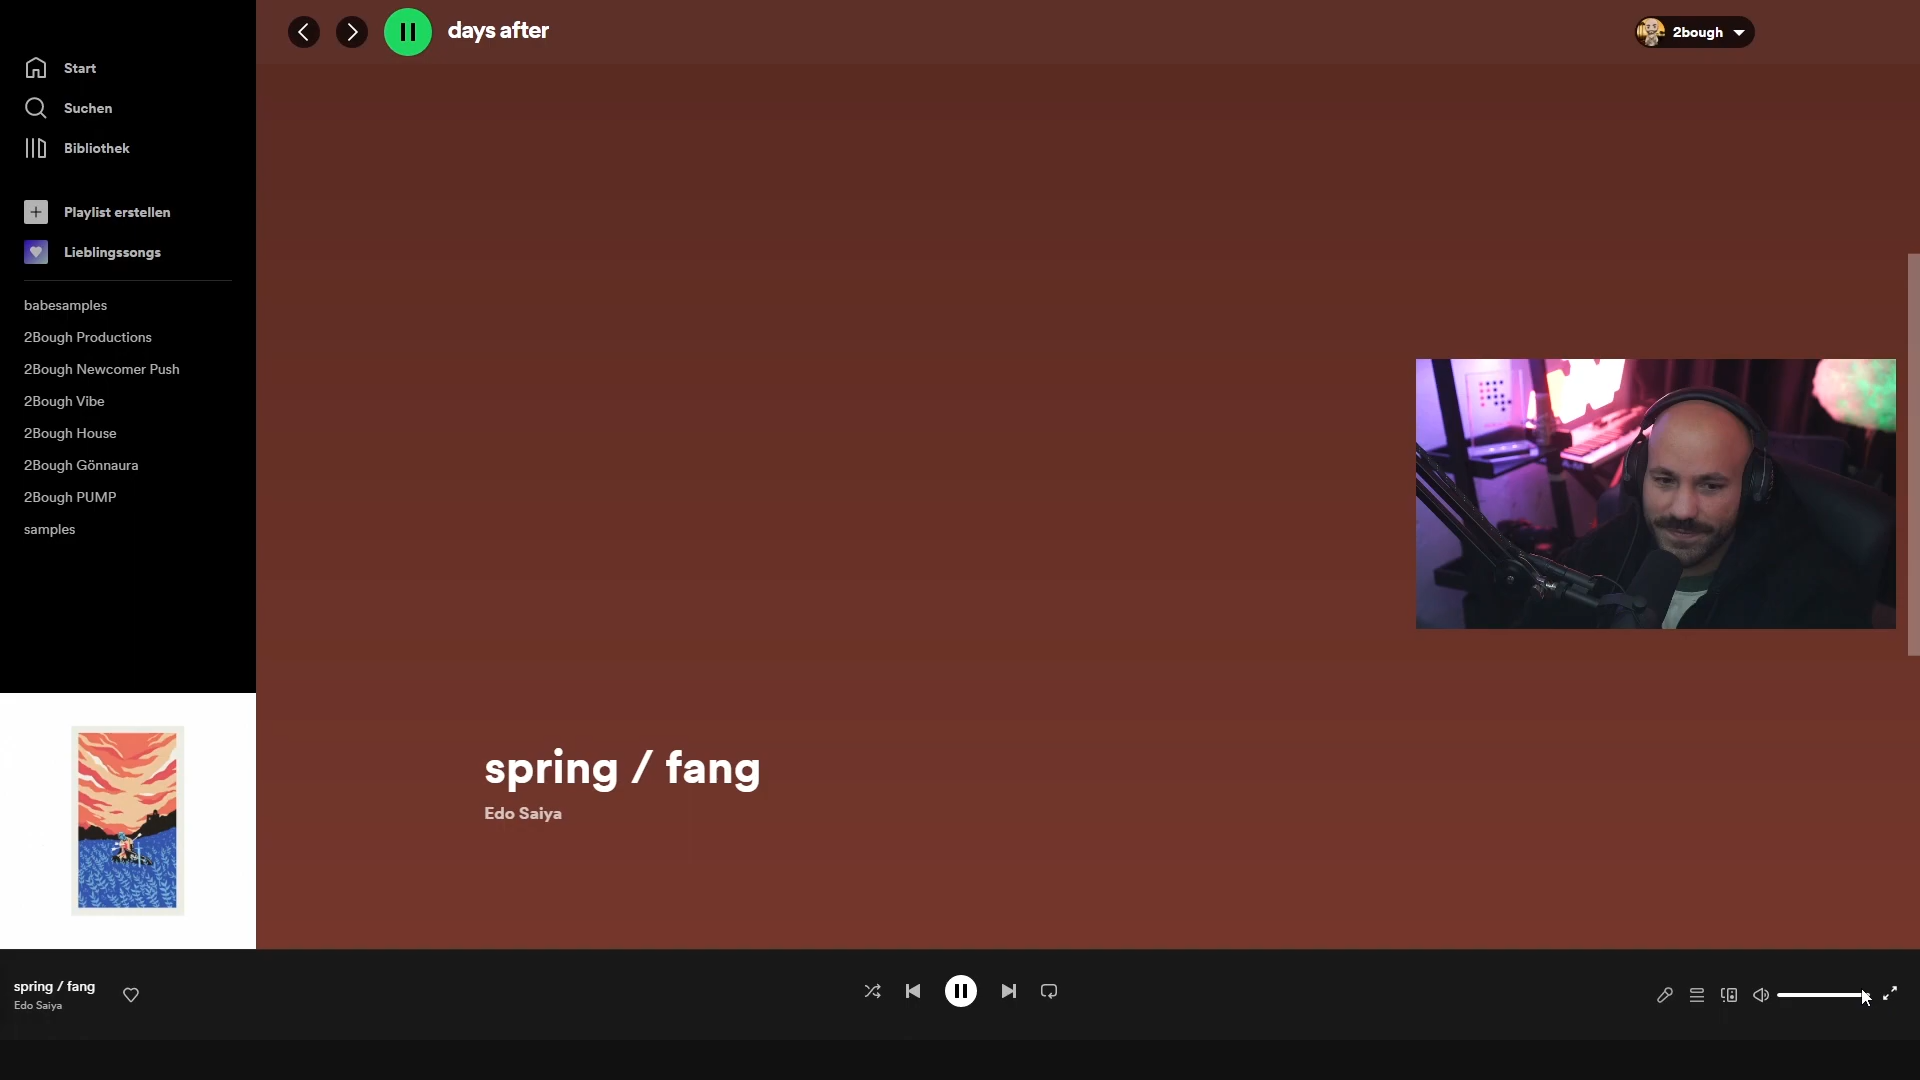 days after
2bough
Start
Suchen
Bibliothek
Playlist erstellen
Lieblingssongs
babesamples
2Bough Productions
2Bough Newcomer Push
2Bough Vibe
2Bough House
2Bough Gönnaura
2Bough PUMP
samples
spring / fang
Edo Saiya
spring / fang
Edo Saiya